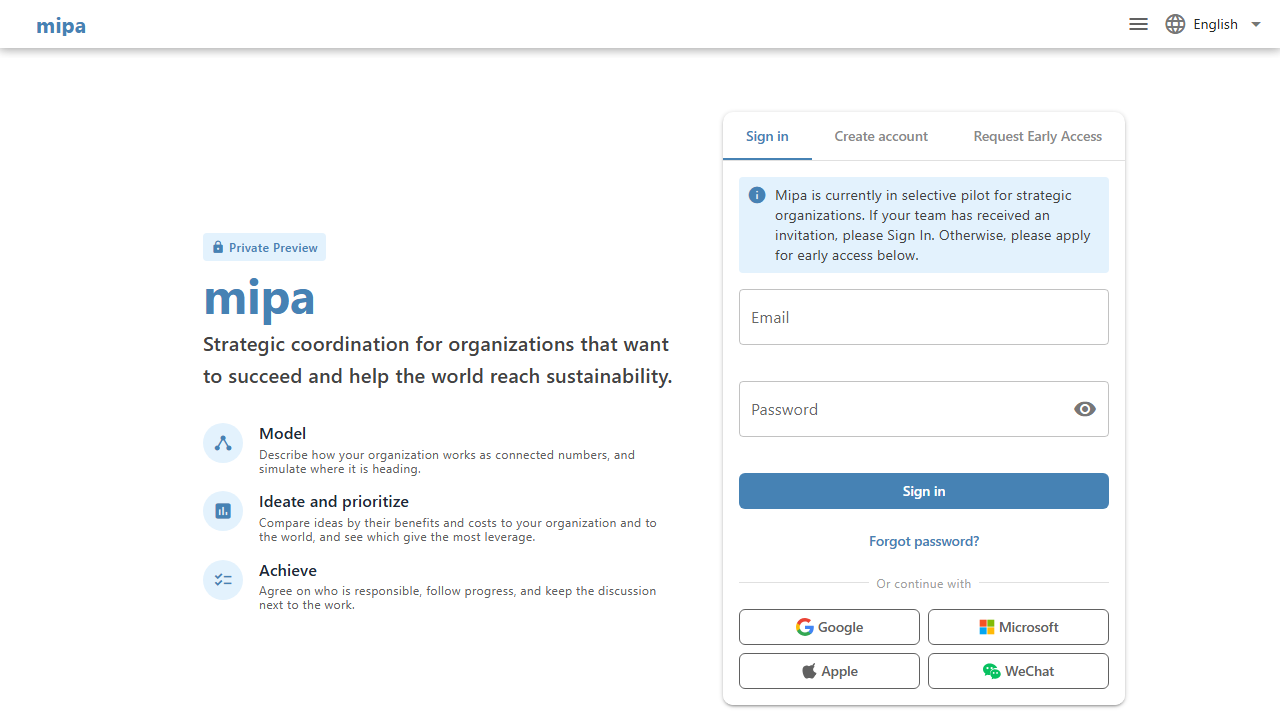 mipa
English
Private Preview
mipa
Strategic coordination for organizations that want
to succeed and help the world reach sustainability.
Model
Describe how your organization works as connected numbers, and
simulate where it is heading.
Ideate and prioritize
Compare ideas by their benefits and costs to your organization and to
the world, and see which give the most leverage.
Achieve
Agree on who is responsible, follow progress, and keep the discussion
next to the work.
Sign in
Create account
Request Early Access
Mipa is currently in selective pilot for strategic
organizations. If your team has received an
invitation, please Sign In. Otherwise, please apply
for early access below.
Email
Password
Sign in
Forgot password?
Or continue with
Google
Microsoft
Apple
WeChat